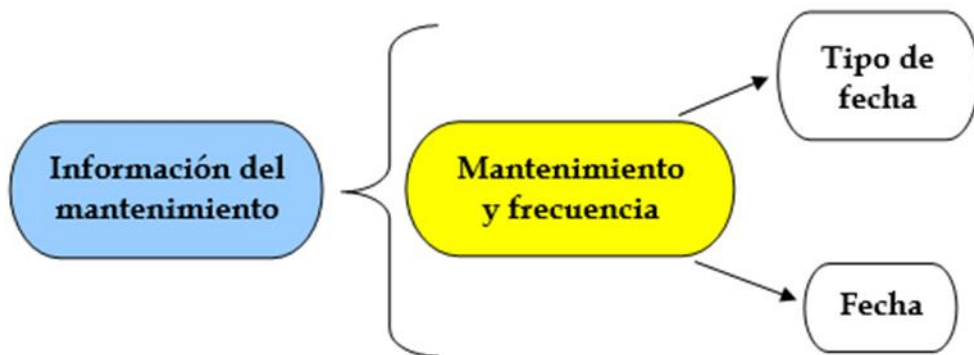 Información del
mantenimiento
Mantenimiento
y frecuencia
Tipo de
fecha
Fecha